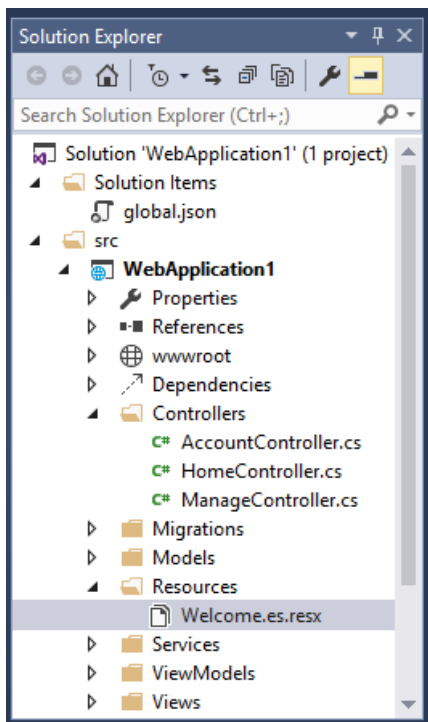 Solution Explorer
Search Solution Explorer (Ctrl+;)
Solution 'WebApplication1' (1 project)
Solution Items
global.json
src
WebApplication1
Properties
References
wwwroot
Dependencies
Controllers
C# AccountController.cs
C# HomeController.cs
C# ManageController.cs
Migrations
Models
Resources
Welcome.es.resx
Services
ViewModels
Views